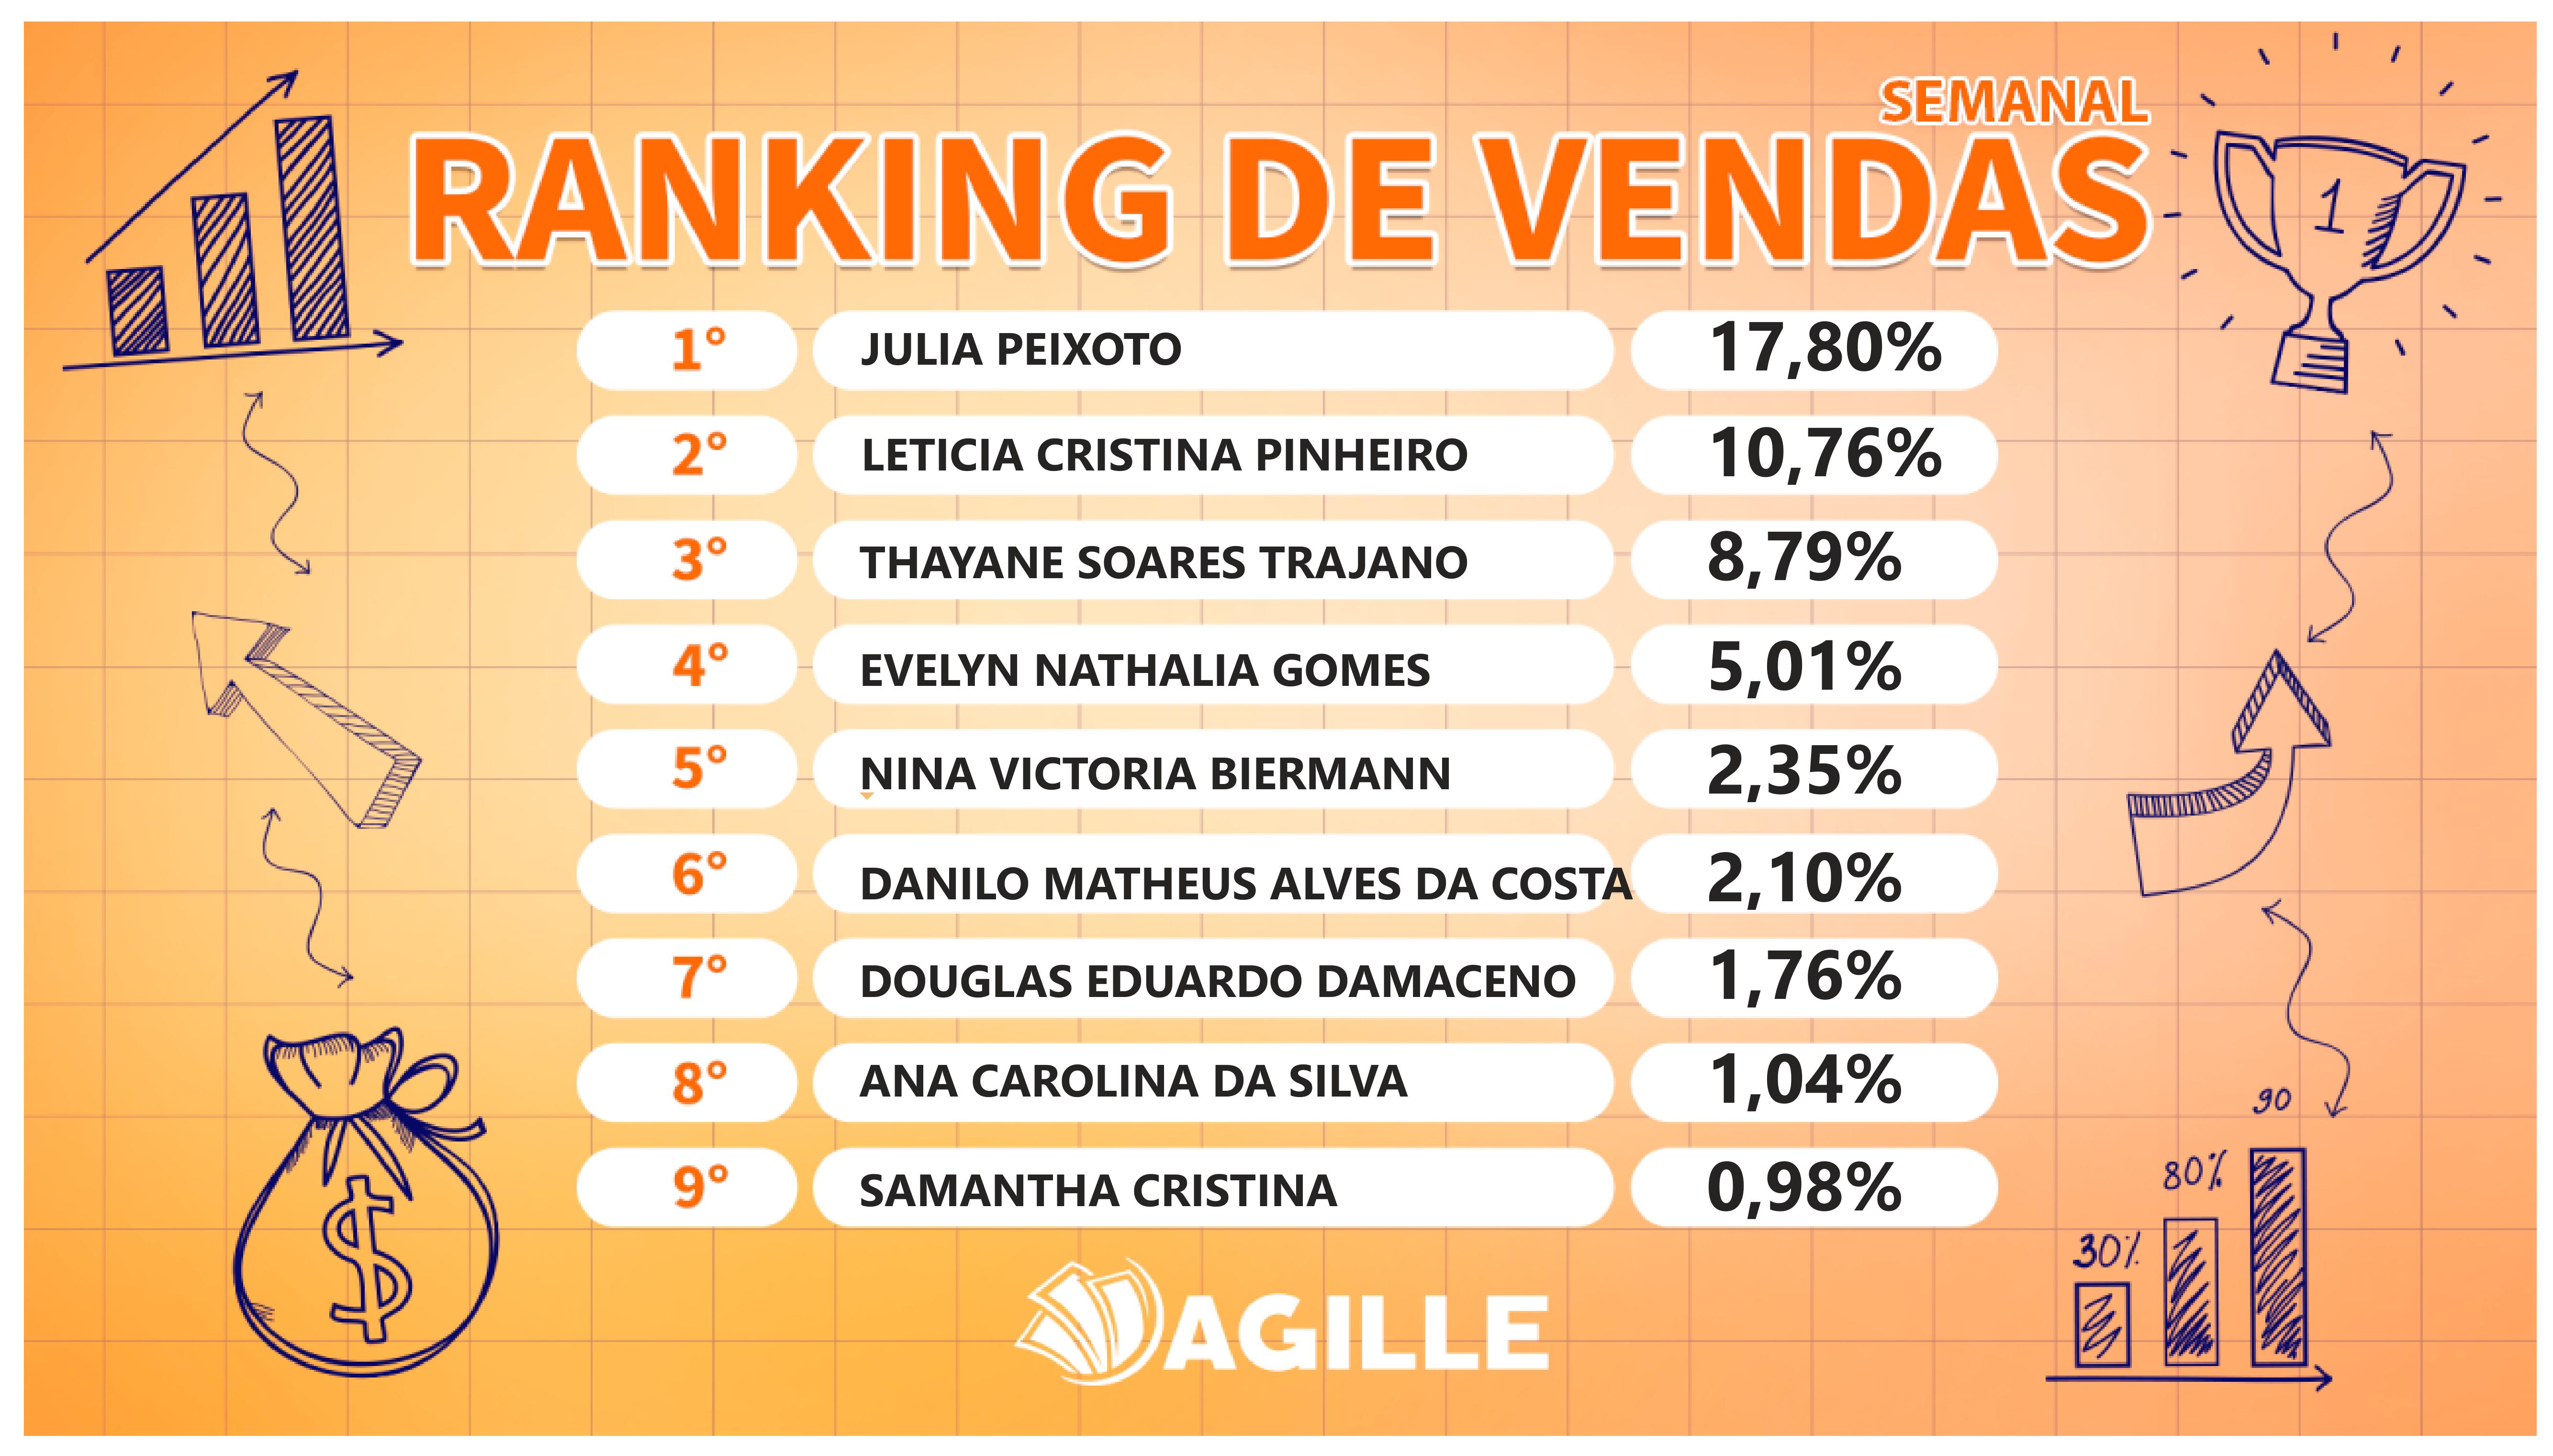 SEMANAL
RANKING DE VENDAS
1
1° JULIA PEIXOTO 17,80%
2° LETICIA CRISTINA PINHEIRO 10,76%
3° THAYANE SOARES TRAJANO 8,79%
4° EVELYN NATHALIA GOMES 5,01%
5° NINA VICTORIA BIERMANN 2,35%
6° DANILO MATHEUS ALVES DA COSTA 2,10%
7° DOUGLAS EDUARDO DAMACENO 1,76%
8° ANA CAROLINA DA SILVA 1,04%
9° SAMANTHA CRISTINA 0,98%
$
30%
80%
90
AGILLE